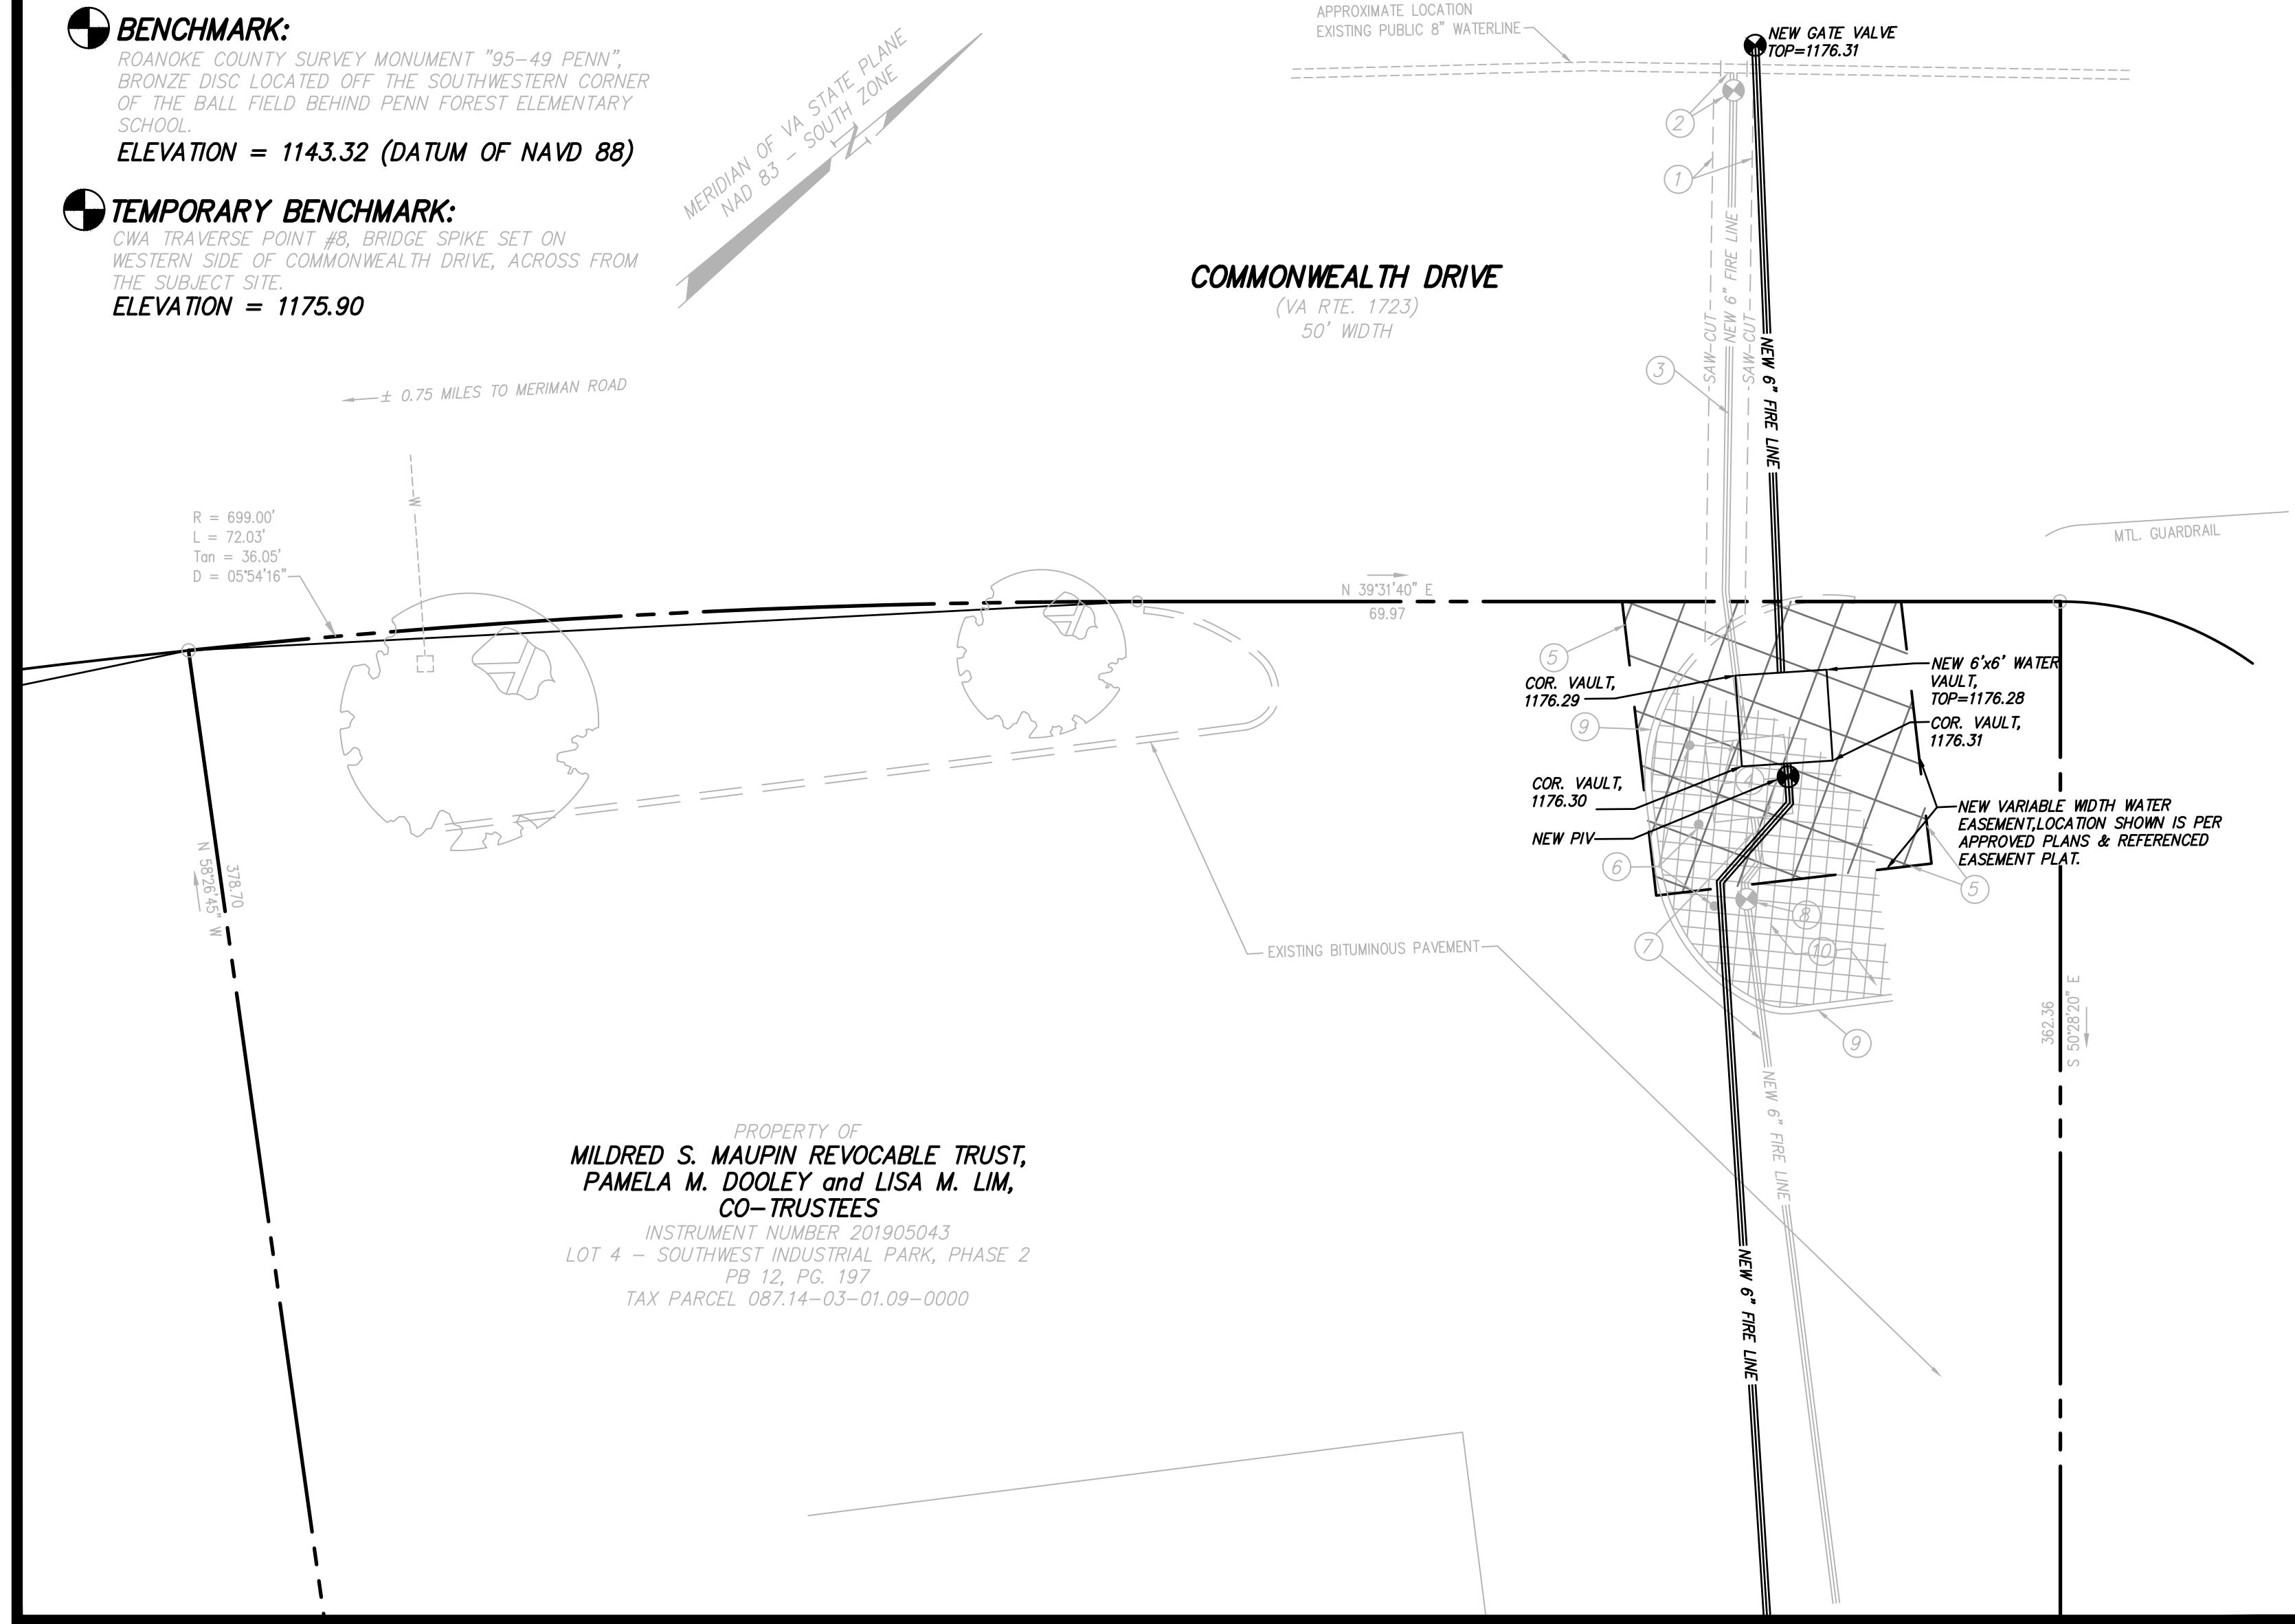 BENCHMARK:
ROANOKE COUNTY SURVEY MONUMENT "95-49 PENN",
BRONZE DISC LOCATED OFF THE SOUTHWESTERN CORNER
OF THE BALL FIELD BEHIND PENN FOREST ELEMENTARY
SCHOOL.
ELEVATION = 1143.32 (DATUM OF NAVD 88)
TEMPORARY BENCHMARK:
CWA TRAVERSE POINT #8, BRIDGE SPIKE SET ON
WESTERN SIDE OF COMMONWEALTH DRIVE, ACROSS FROM
THE SUBJECT SITE.
ELEVATION = 1175.90
MERIDIAN OF VA STATE PLANE
NAD 83 - SOUTH ZONE
N
APPROXIMATE LOCATION
EXISTING PUBLIC 8" WATERLINE
NEW GATE VALVE
TOP=1176.31
2
1
COMMONWEALTH DRIVE
(VA RTE. 1723)
50' WIDTH
SAW-CUT
NEW 6" FIRE LINE
SAW-CUT
NEW 6" FIRE LINE
3
± 0.75 MILES TO MERIMAN ROAD
W
R = 699.00'
L = 72.03'
Tan = 36.05'
D = 05°54'16"
N 39°31'40" E
69.97
MTL. GUARDRAIL
5
COR. VAULT,
1176.29
9
NEW 6'x6' WATER
VAULT,
TOP=1176.28
COR. VAULT,
1176.31
4
COR. VAULT,
1176.30
NEW PIV
NEW VARIABLE WIDTH WATER
EASEMENT,LOCATION SHOWN IS PER
APPROVED PLANS & REFERENCED
EASEMENT PLAT.
6
5
8
7
10
9
N 58°26'45" W
378.70
EXISTING BITUMINOUS PAVEMENT
362.36
S 50°28'20" E
NEW 6" FIRE LINE
NEW 6" FIRE LINE
PROPERTY OF
MILDRED S. MAUPIN REVOCABLE TRUST,
PAMELA M. DOOLEY and LISA M. LIM,
CO-TRUSTEES
INSTRUMENT NUMBER 201905043
LOT 4 - SOUTHWEST INDUSTRIAL PARK, PHASE 2
PB 12, PG. 197
TAX PARCEL 087.14-03-01.09-0000